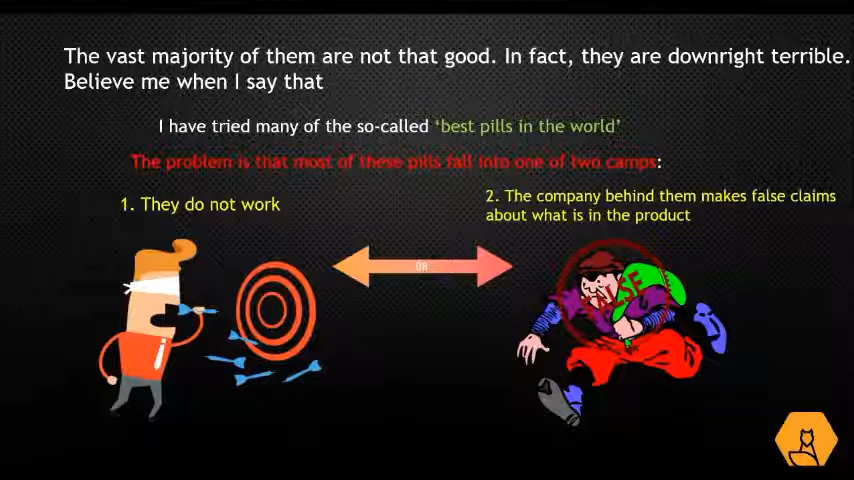 The vast majority of them are not that good. In fact, they are downright terrible.
Believe me when I say that
I have tried many of the so-called ‘best pills in the world’
The problem is that most of these pills fall into one of two camps:
1. They do not work
2. The company behind them makes false claims
about what is in the product
OR
FALSE